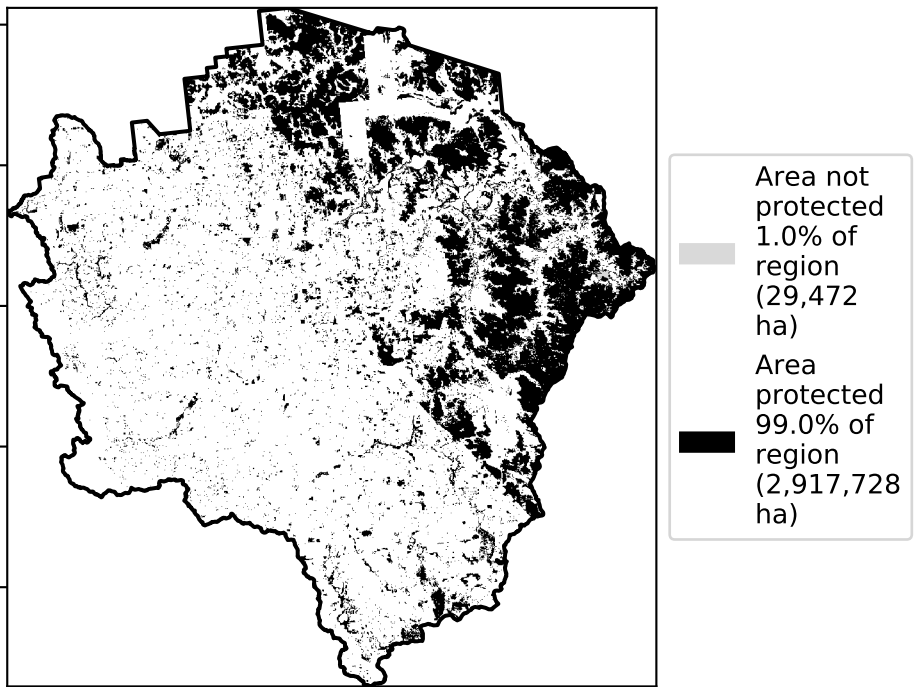 Area not
protected
1.0% of
region
(29,472
ha)
Area
protected
99.0% of
region
(2,917,728
ha)